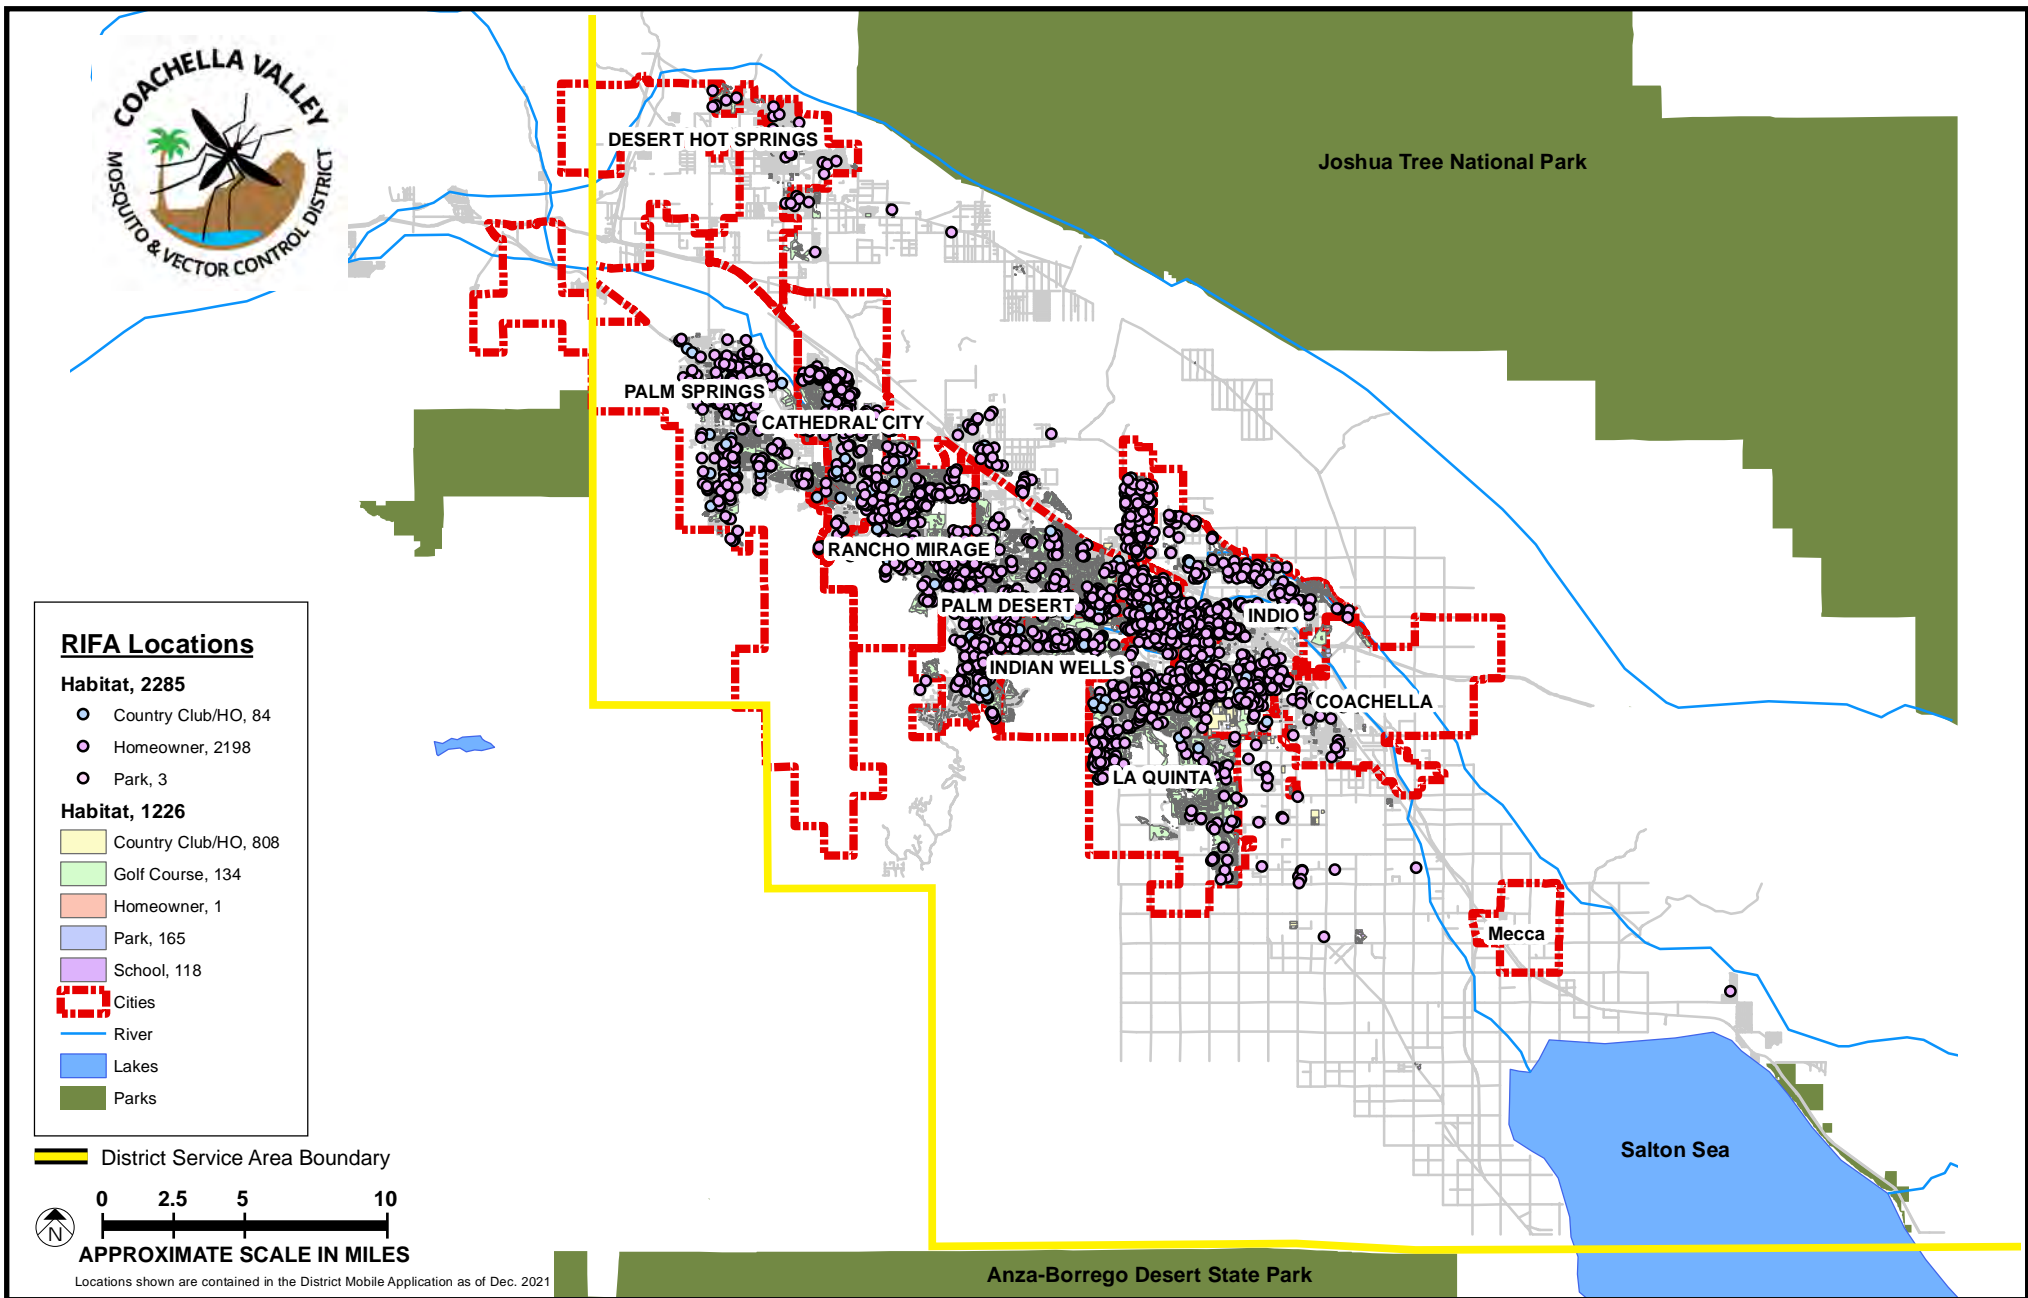 COACHELLA VALLEY
MOSQUITO & VECTOR CONTROL DISTRICT
Joshua Tree National Park
DESERT HOT SPRINGS
PALM SPRINGS
CATHEDRAL CITY
RANCHO MIRAGE
PALM DESERT
INDIO
INDIAN WELLS
COACHELLA
LA QUINTA
Mecca
Salton Sea
Anza-Borrego Desert State Park
RIFA Locations
Habitat, 2285
Country Club/HO, 84
Homeowner, 2198
Park, 3
Habitat, 1226
Country Club/HO, 808
Golf Course, 134
Homeowner, 1
Park, 165
School, 118
Cities
River
Lakes
Parks
District Service Area Boundary
0 2.5 5 10
N
APPROXIMATE SCALE IN MILES
Locations shown are contained in the District Mobile Application as of Dec. 2021